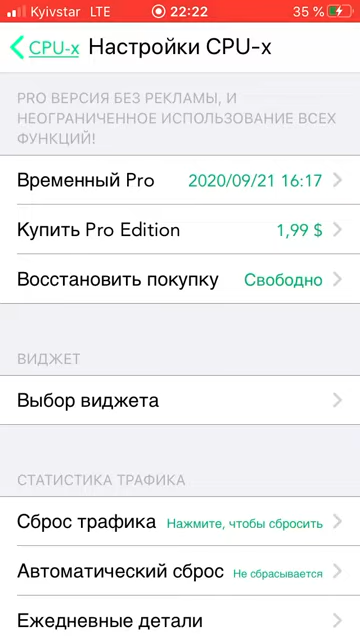 Kyivstar LTE 22:22 35 %
CPU-x Настройки CPU-x
PRO ВЕРСИЯ БЕЗ РЕКЛАМЫ, И
НЕОГРАНИЧЕННОЕ ИСПОЛЬЗОВАНИЕ ВСЕХ
ФУНКЦИЙ!
Временный Pro 2020/09/21 16:17
Купить Pro Edition 1,99 $
Восстановить покупку Свободно
ВИДЖЕТ
Выбор виджета
СТАТИСТИКА ТРАФИКА
Сброс трафика Нажмите, чтобы сбросить
Автоматический сброс Не сбрасывается
Ежедневные детали